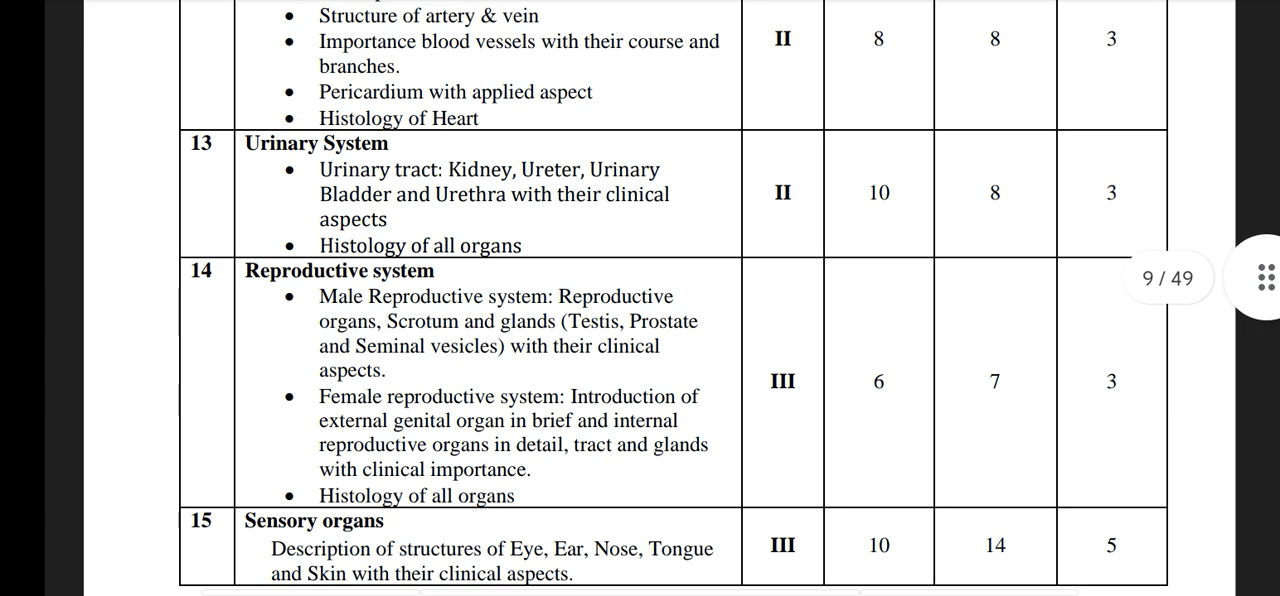 Structure of artery & vein
Importance blood vessels with their course and
branches.
Pericardium with applied aspect
Histology of Heart
II 8 8 3
13 Urinary System
Urinary tract: Kidney, Ureter, Urinary
Bladder and Urethra with their clinical
aspects
Histology of all organs
II 10 8 3
14 Reproductive system
Male Reproductive system: Reproductive
organs, Scrotum and glands (Testis, Prostate
and Seminal vesicles) with their clinical
aspects.
Female reproductive system: Introduction of
external genital organ in brief and internal
reproductive organs in detail, tract and glands
with clinical importance.
Histology of all organs
III 6 7 3
15 Sensory organs
Description of structures of Eye, Ear, Nose, Tongue
and Skin with their clinical aspects.
III 10 14 5
9 / 49